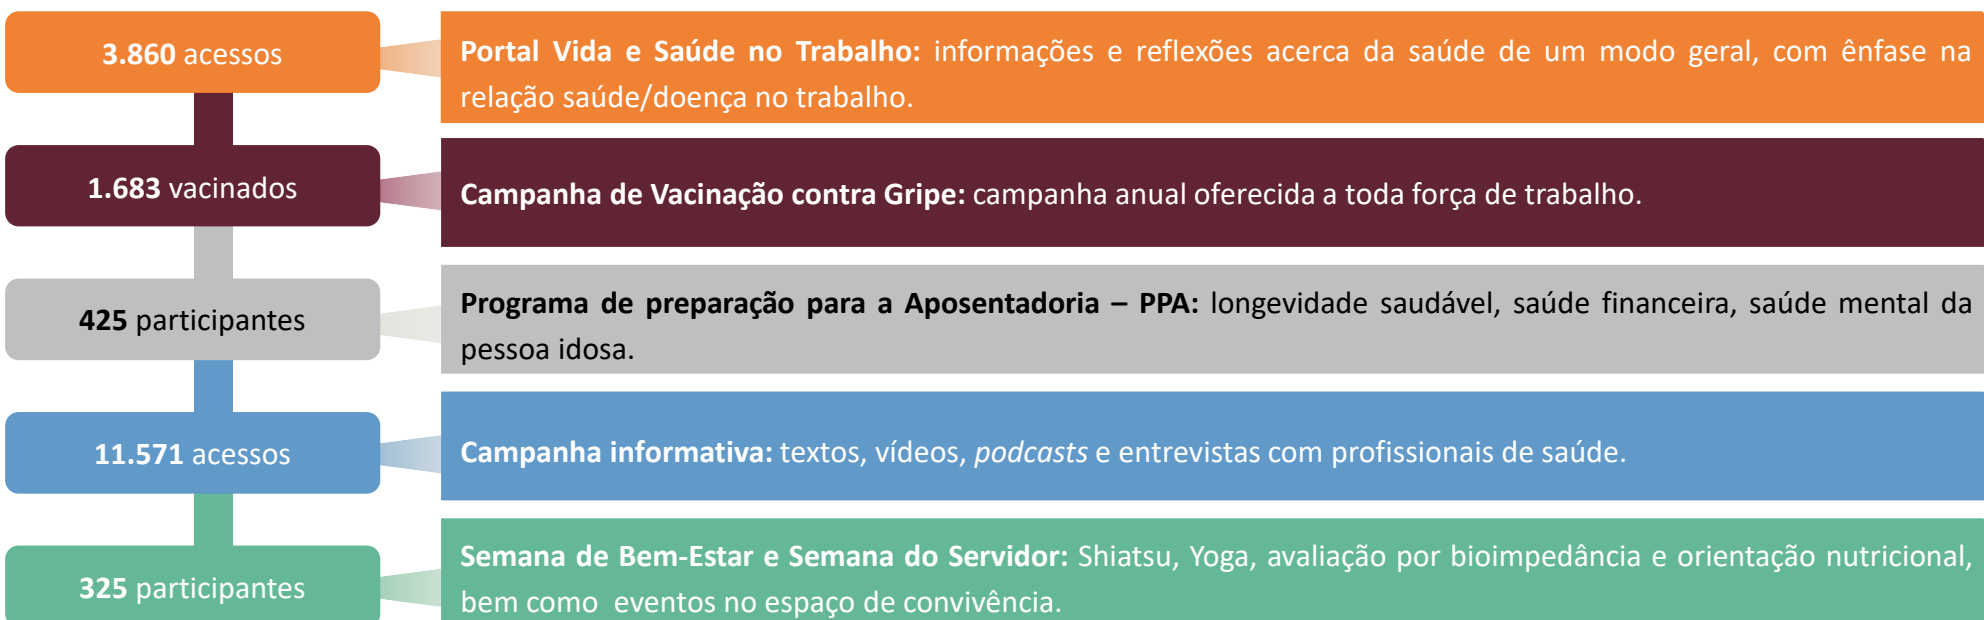 3.860 acessos
Portal Vida e Saúde no Trabalho: informações e reflexões acerca da saúde de um modo geral, com ênfase na
relação saúde/doença no trabalho.
1.683 vacinados
Campanha de Vacinação contra Gripe: campanha anual oferecida a toda força de trabalho.
425 participantes
Programa de preparação para a Aposentadoria – PPA: longevidade saudável, saúde financeira, saúde mental da
pessoa idosa.
11.571 acessos
Campanha informativa: textos, vídeos, podcasts e entrevistas com profissionais de saúde.
325 participantes
Semana de Bem-Estar e Semana do Servidor: Shiatsu, Yoga, avaliação por bioimpedância e orientação nutricional,
bem como eventos no espaço de convivência.